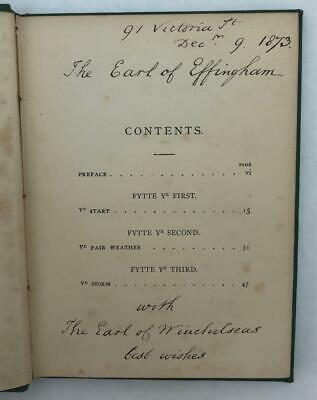 91 Victoria St
Decr 9. 1873.
The Earl of Effingham
CONTENTS.
PAGE
PREFACE . . . . . . . . . . . . vi
FYTTE Ye FIRST.
Ye START . . . . . . . . . . . . 15
FYTTE Ye SECOND.
Ye FAIR WEATHER . . . . . . . . . 31
FYTTE Ye THIRD.
Ye STORM . . . . . . . . . . . . 47
with
The Earl of Winchilseas
best wishes